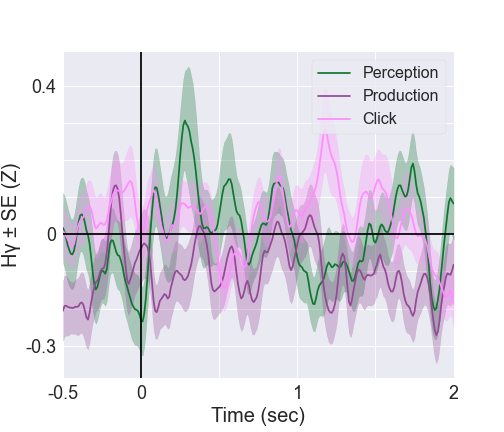 Hγ ± SE (Z)
0.4
0
-0.3
Perception
Production
Click
-0.5 0 1 2
Time (sec)